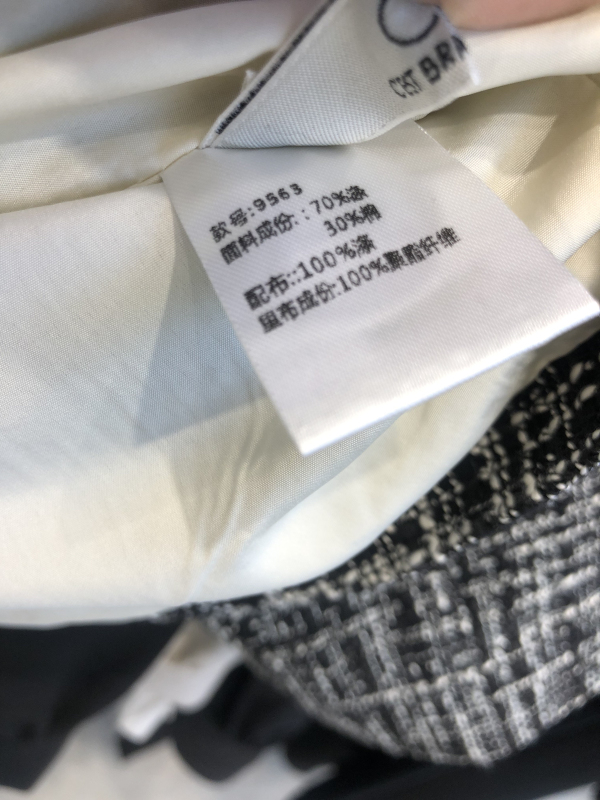 C'EST BRA
款号:9563
面料成份::70%涤
30%棉
配布::100%涤
里布成份:100%聚酯纤维